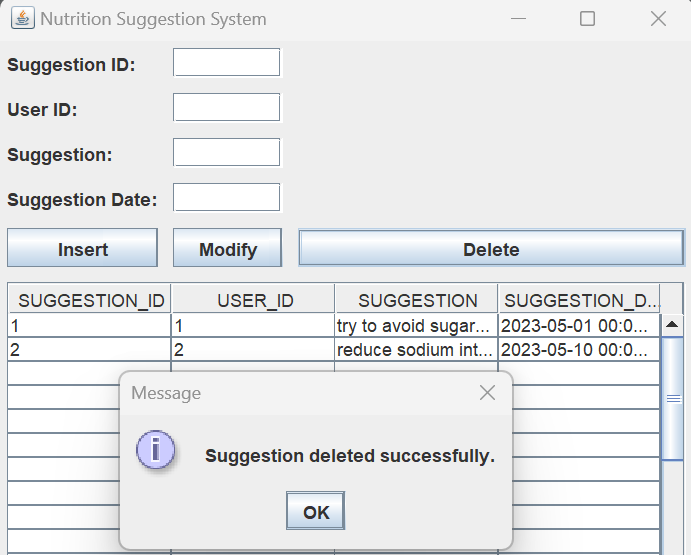 Nutrition Suggestion System
Suggestion ID:
User ID:
Suggestion:
Suggestion Date:
Insert Modify Delete
SUGGESTION_ID USER_ID SUGGESTION SUGGESTION_D...
1 1 try to avoid sugar... 2023-05-01 00:0...
2 2 reduce sodium int... 2023-05-10 00:0...
Message
i Suggestion deleted successfully.
OK